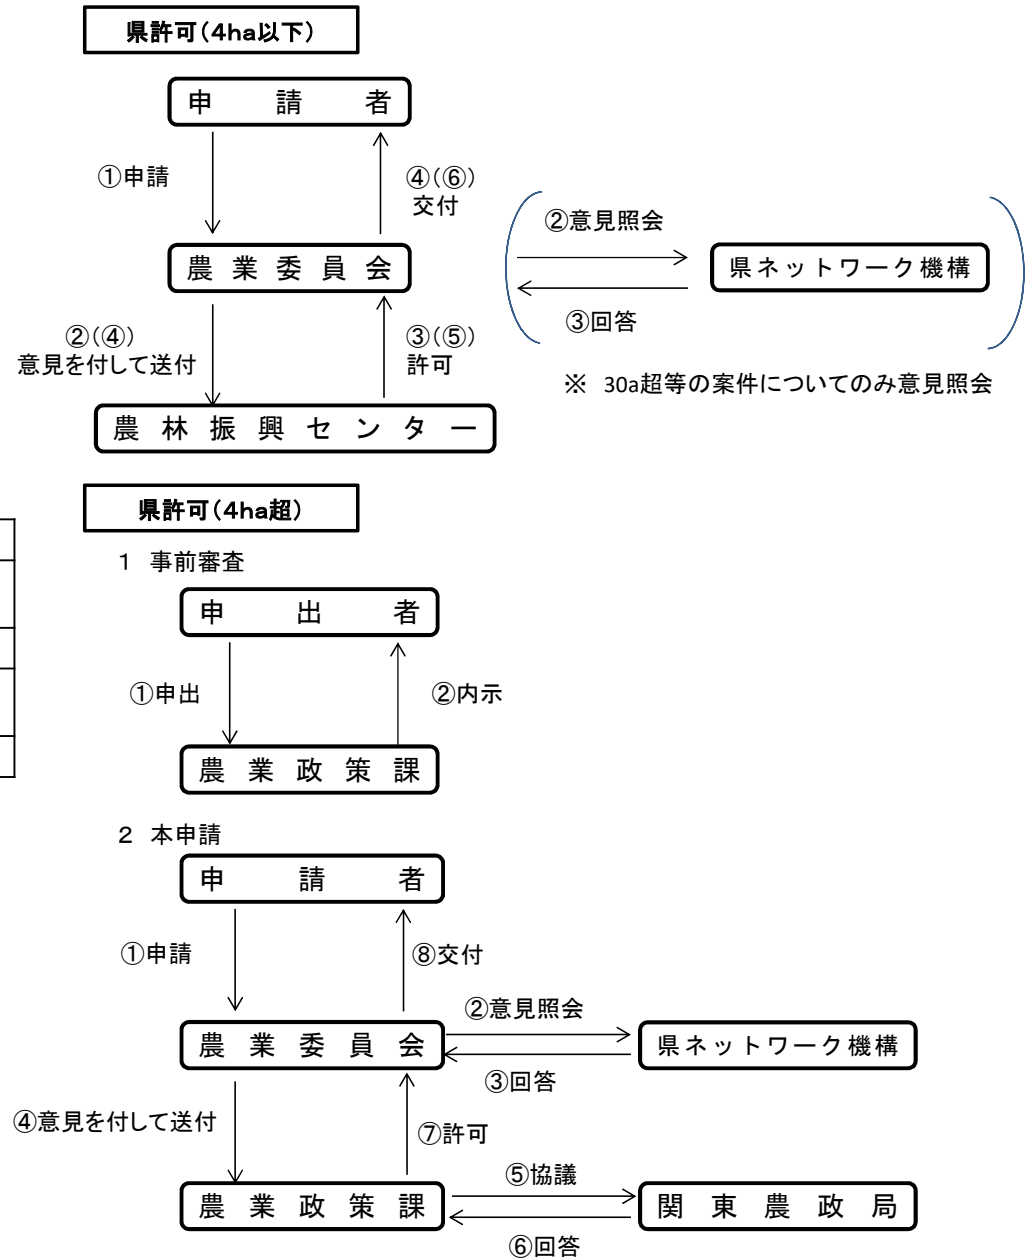 県許可(4ha以下)
申請者
①申請
④(⑥)
交付
②意見照会
農業委員会
県ネットワーク機構
③回答
②(④)
意見を付して送付
③(⑤)
許可
※ 30a超等の案件についてのみ意見照会
農林振興センター
県許可(4ha超)
1 事前審査
申出者
①申出
②内示
農業政策課
2 本申請
申請者
①申請
⑧交付
②意見照会
農業委員会
県ネットワーク機構
③回答
④意見を付して送付
⑦許可
⑤協議
農業政策課
関東農政局
⑥回答